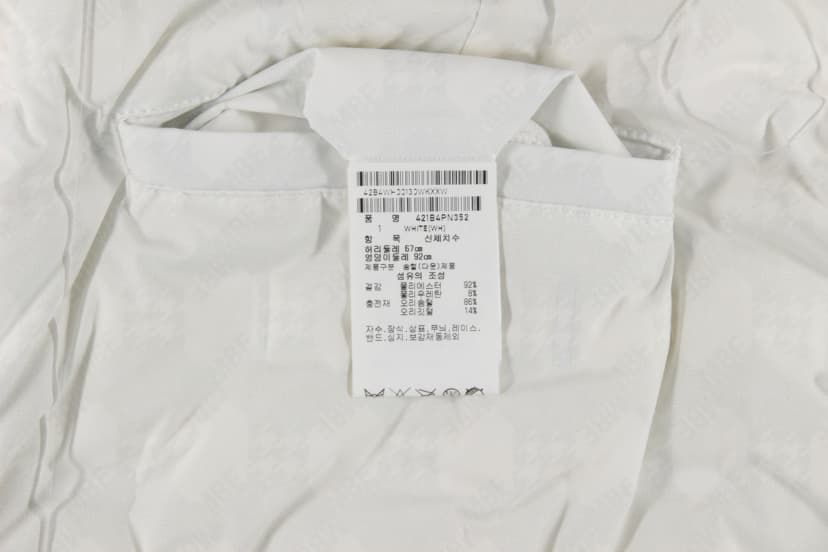 42B4WH00130WKXXW
품 명 421B4PN352
1 WHITE(WH)
항 목 신체치수
허리둘레 67cm
엉덩이둘레 92cm
제품구분 솜털(다운)제품
섬유의 조성
겉감 폴리에스터 92%
폴리우레탄 8%
충전재 오리솜털 86%
오리깃털 14%
자수,장식,상표,무늬,레이스,
밴드,심지,보강재등제외